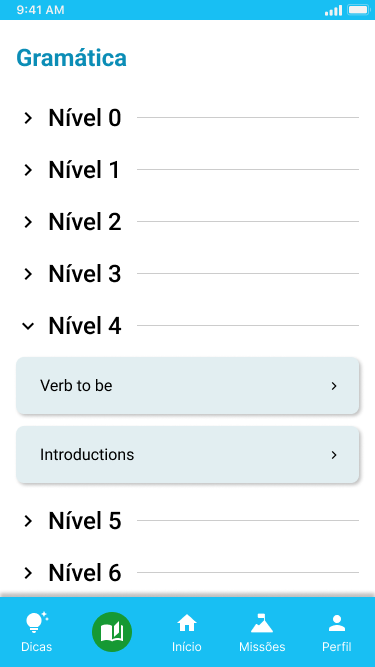 9:41 AM
Gramática
Nível 0
Nível 1
Nível 2
Nível 3
Nível 4
Verb to be
Introductions
Nível 5
Nível 6
Dicas
Início
Missões
Perfil